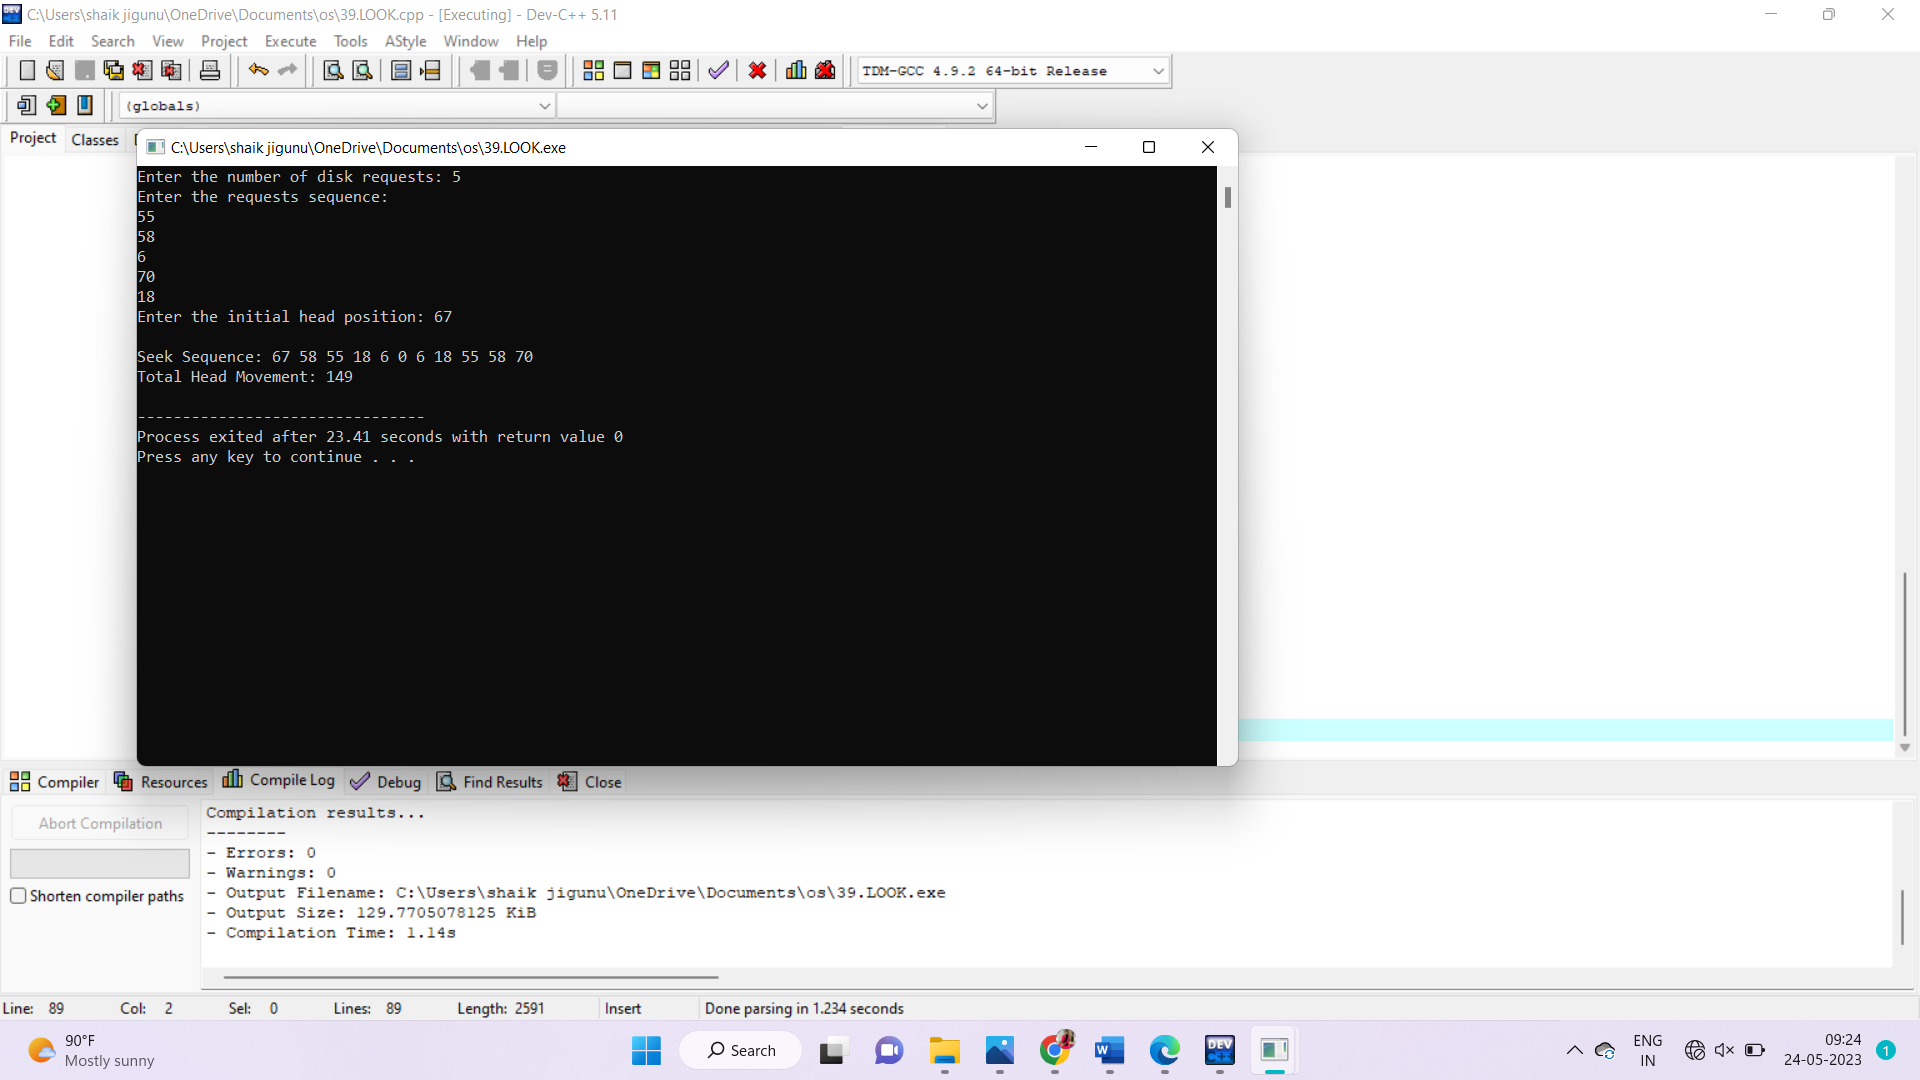 C:\Users\shaik jigunu\OneDrive\Documents\os\39.LOOK.cpp - [Executing] - Dev-C++ 5.11
File Edit Search View Project Execute Tools AStyle Window Help
TDM-GCC 4.9.2 64-bit Release
(globals)
Project Classes
C:\Users\shaik jigunu\OneDrive\Documents\os\39.LOOK.exe
Enter the number of disk requests: 5
Enter the requests sequence:
55
58
6
70
18
Enter the initial head position: 67
Seek Sequence: 67 58 55 18 6 0 6 18 55 58 70
Total Head Movement: 149
--------------------------------
Process exited after 23.41 seconds with return value 0
Press any key to continue . . .
Compiler Resources Compile Log Debug Find Results Close
Abort Compilation
Shorten compiler paths
Compilation results...
--------
- Errors: 0
- Warnings: 0
- Output Filename: C:\Users\shaik jigunu\OneDrive\Documents\os\39.LOOK.exe
- Output Size: 129.7705078125 KiB
- Compilation Time: 1.14s
Line: 89 Col: 2 Sel: 0 Lines: 89 Length: 2591 Insert Done parsing in 1.234 seconds
90°F
Mostly sunny
Search
DEV
C++
ENG
IN
09:24
24-05-2023
1